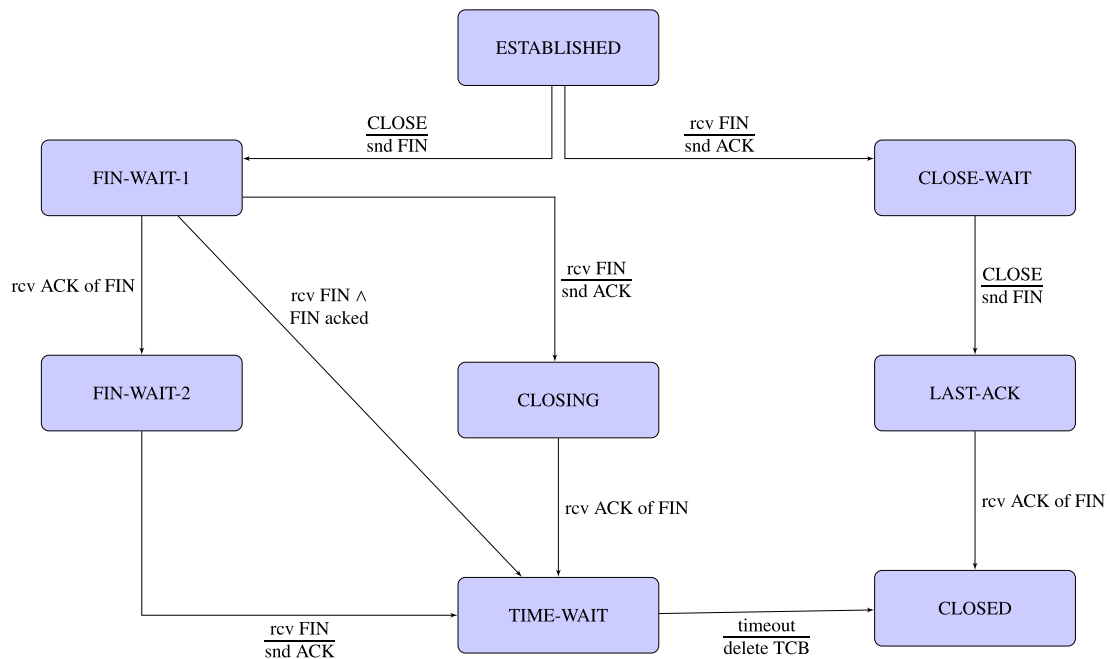 ESTABLISHED
CLOSE
snd FIN
rcv FIN
snd ACK
FIN-WAIT-1
CLOSE-WAIT
rcv ACK of FIN
rcv FIN ∧
FIN acked
rcv FIN
snd ACK
CLOSE
snd FIN
FIN-WAIT-2
CLOSING
LAST-ACK
rcv ACK of FIN
rcv ACK of FIN
TIME-WAIT
CLOSED
rcv FIN
snd ACK
timeout
delete TCB